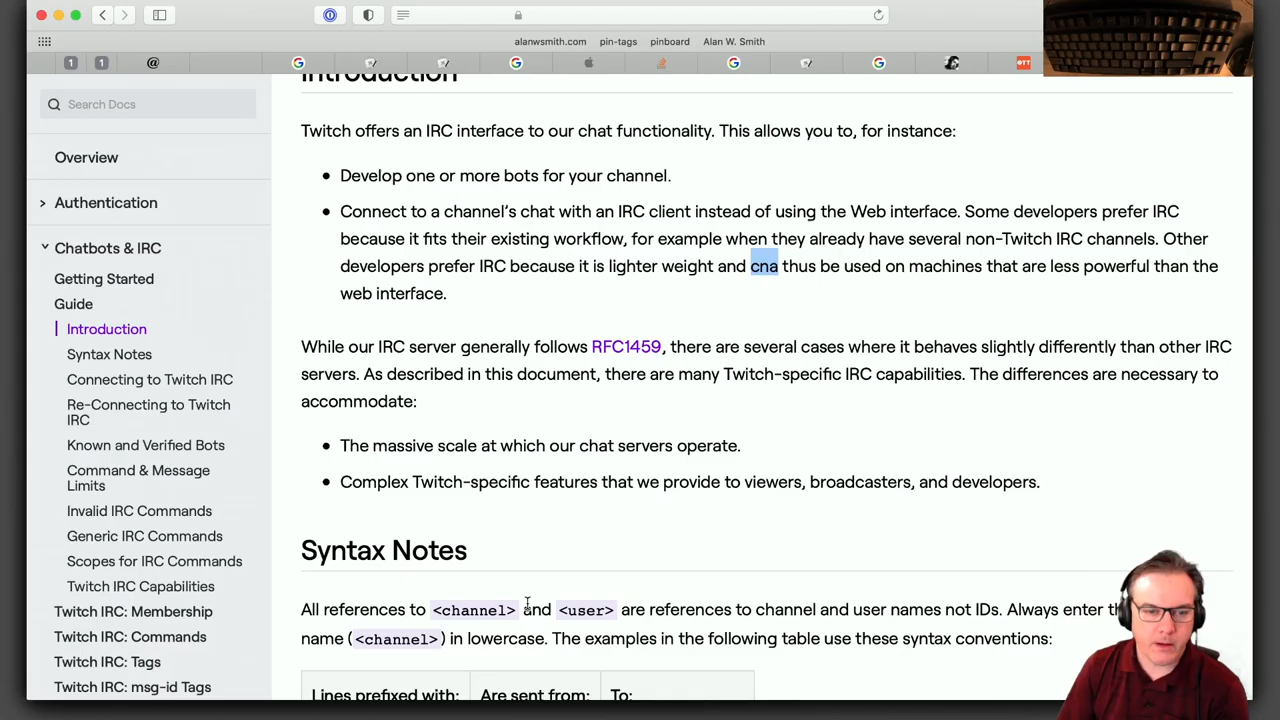 alanwsmith.com pin-tags pinboard Alan W. Smith
1 1 @ G G G G OTT
Search Docs
Overview
Authentication
Chatbots & IRC
Getting Started
Guide
Introduction
Syntax Notes
Connecting to Twitch IRC
Re-Connecting to Twitch
IRC
Known and Verified Bots
Command & Message
Limits
Invalid IRC Commands
Generic IRC Commands
Scopes for IRC Commands
Twitch IRC Capabilities
Twitch IRC: Membership
Twitch IRC: Commands
Twitch IRC: Tags
Twitch IRC: msg-id Tags
Introduction
Twitch offers an IRC interface to our chat functionality. This allows you to, for instance:
Develop one or more bots for your channel.
Connect to a channel’s chat with an IRC client instead of using the Web interface. Some developers prefer IRC
because it fits their existing workflow, for example when they already have several non-Twitch IRC channels. Other
developers prefer IRC because it is lighter weight and cna thus be used on machines that are less powerful than the
web interface.
While our IRC server generally follows RFC1459, there are several cases where it behaves slightly differently than other IRC
servers. As described in this document, there are many Twitch-specific IRC capabilities. The differences are necessary to
accommodate:
The massive scale at which our chat servers operate.
Complex Twitch-specific features that we provide to viewers, broadcasters, and developers.
Syntax Notes
All references to <channel> and <user> are references to channel and user names not IDs. Always enter
name (<channel>) in lowercase. The examples in the following table use these syntax conventions:
Lines prefixed with: Are sent from: To: